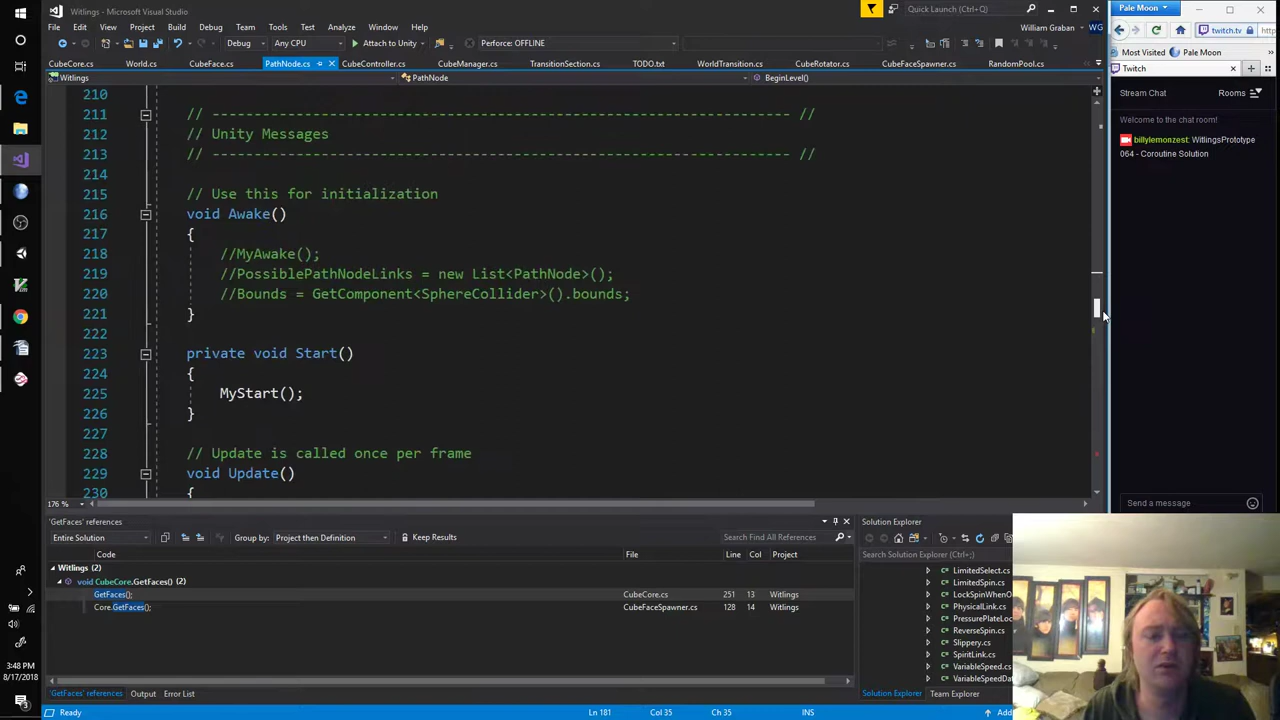 Witlings - Microsoft Visual Studio
Quick Launch (Ctrl+Q)
File Edit View Project Build Debug Team Tools Analyze Window Help
William Graban WG
Debug Any CPU Attach to Unity Perforce: OFFLINE
CubeCore.cs World.cs CubeFace.cs PathNode.cs CubeController.cs CubeManager.cs TransitionSection.cs TODO.txt WorldTransition.cs CubeRotator.cs CubeFaceSpawner.cs RandomPool.cs
Witlings PathNode BeginLevel()
210
211 // ----------------------------------------------------------------------- //
212 // Unity Messages
213 // ----------------------------------------------------------------------- //
214
215 // Use this for initialization
216 void Awake()
217 {
218 //MyAwake();
219 //PossiblePathNodeLinks = new List<PathNode>();
220 //Bounds = GetComponent<SphereCollider>().bounds;
221 }
222
223 private void Start()
224 {
225 MyStart();
226 }
227
228 // Update is called once per frame
229 void Update()
230 {
176 %
'GetFaces' references
Entire Solution Group by: Project then Definition Keep Results Search Find All References
Code File Line Col Project
Witlings (2)
void CubeCore.GetFaces() (2)
GetFaces(); CubeCore.cs 251 13 Witlings
Core.GetFaces(); CubeFaceSpawner.cs 128 14 Witlings
'GetFaces' references Output Error List
Ready Ln 181 Col 35 Ch 35 INS
Solution Explorer
Search Solution Explorer (Ctrl+;)
LimitedSelect.cs
LimitedSpin.cs
PhysicalLink.cs
ReverseSpin.cs
Slippery.cs
SpiritLink.cs
Solution Explorer Team Explorer
Pale Moon
twitch.tv
Most Visited Pale Moon
Twitch
Stream Chat Rooms
Welcome to the chat room!
billylemonzest: WitlingsPrototype
064 - Coroutine Solution
Send a message
3:48 PM
8/17/2018